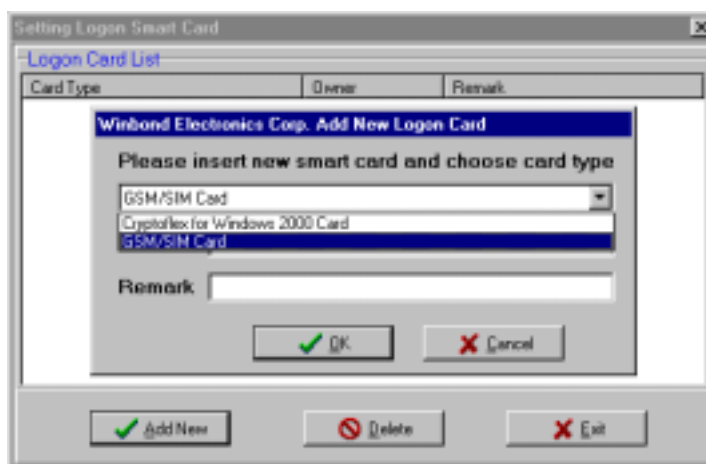 Setting Logon Smart Card
Logon Card List
Card Type Owner Remark
Winbond Electronics Corp. Add New Logon Card
Please insert new smart card and choose card type
GSM/SIM Card
Cryptoflex for Windows 2000 Card
GSM/SIM Card
Remark
OK Cancel
Add New Delete Exit